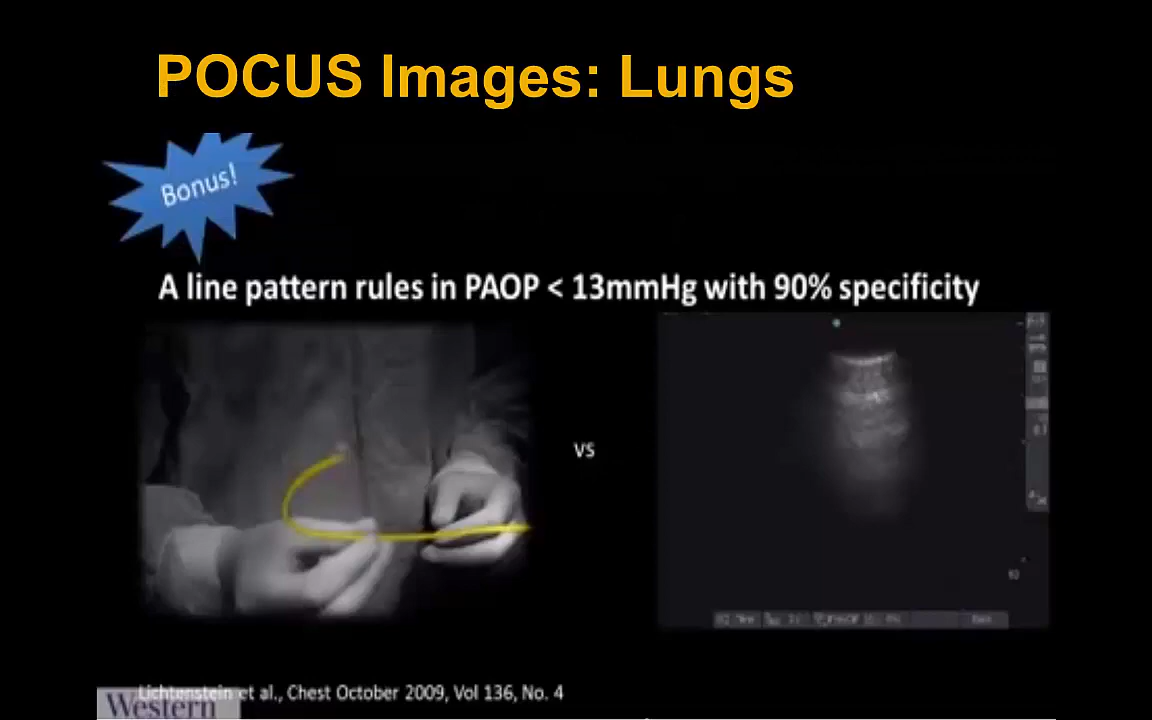 POCUS Images: Lungs
Bonus!
A line pattern rules in PAOP < 13mmHg with 90% specificity
vs
Lichtenstein et al., Chest October 2009, Vol 136, No. 4
Western